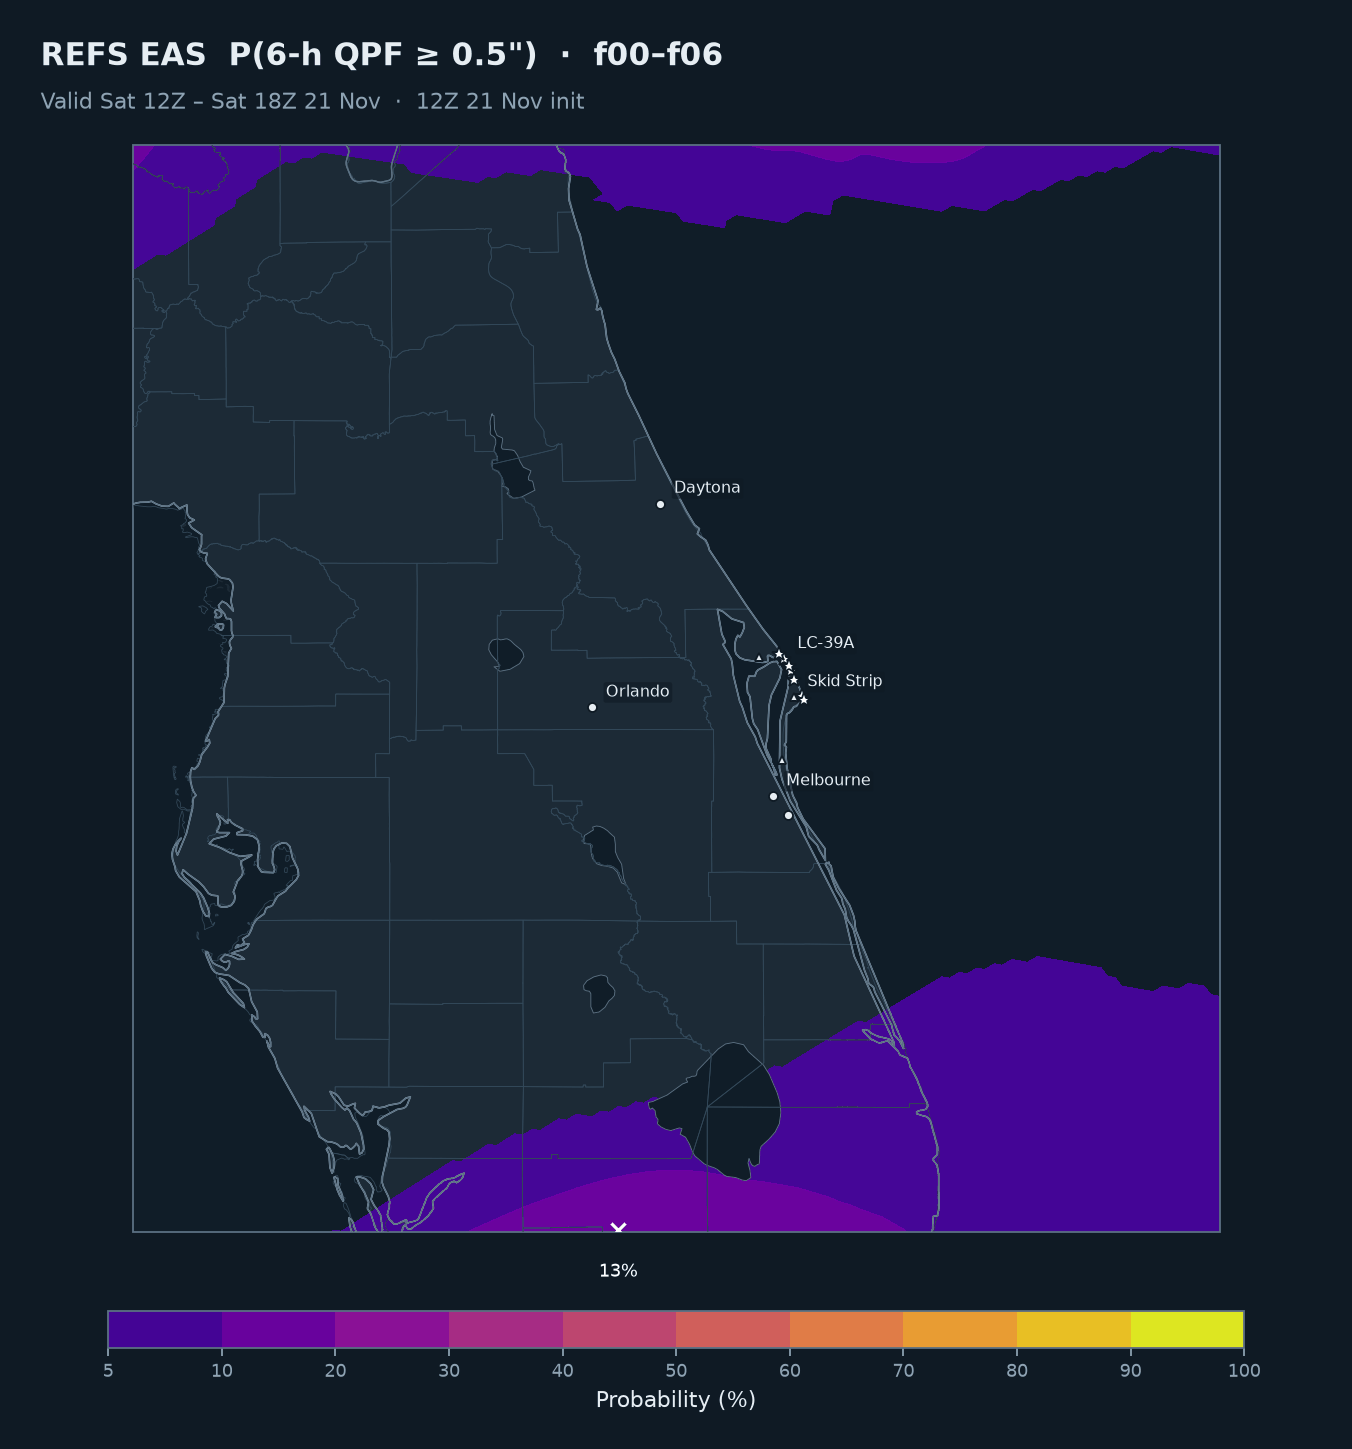 REFS EAS  P(6-h QPF ≥ 0.5")  ·  f00–f06
Valid Sat 12Z – Sat 18Z 21 Nov  ·  12Z 21 Nov init
Daytona
LC-39A
Skid Strip
Orlando
Melbourne
13%
5 10 20 30 40 50 60 70 80 90 100
Probability (%)